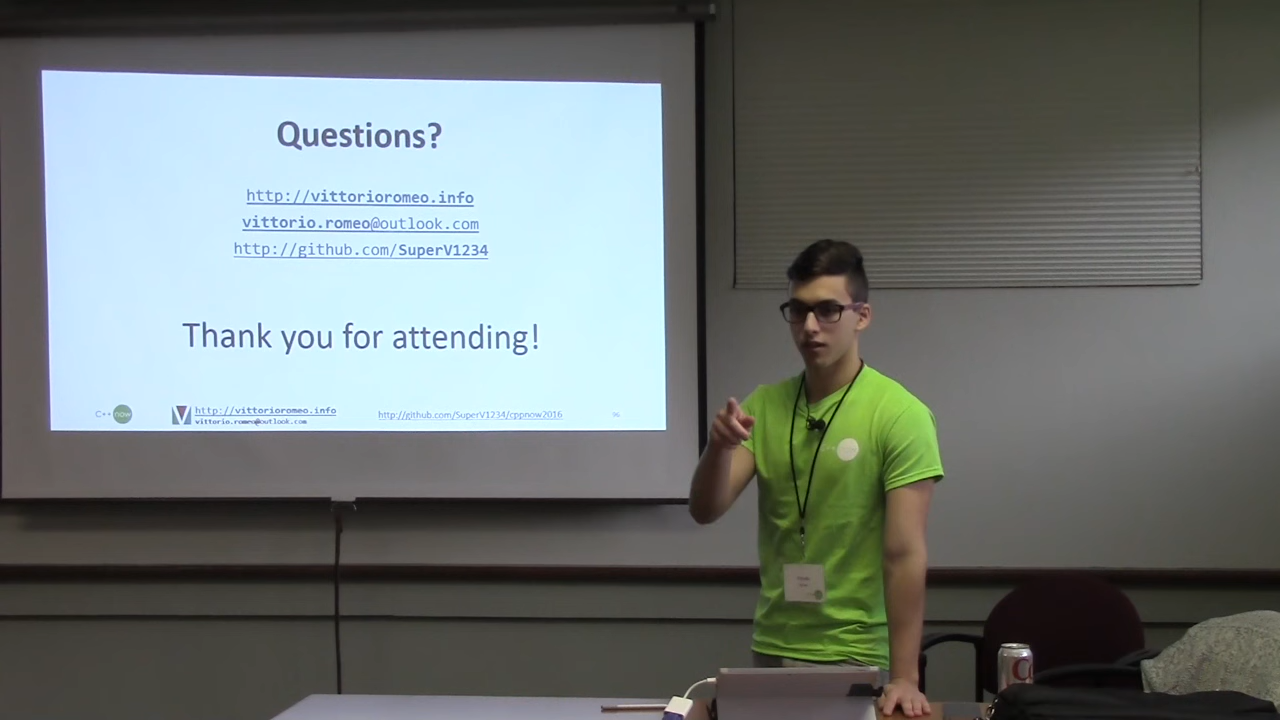 Questions?
http://vittorioromeo.info
vittorio.romeo@outlook.com
http://github.com/SuperV1234
Thank you for attending!
C++ now
http://vittorioromeo.info
vittorio.romeo@outlook.com
http://github.com/SuperV1234/cppnow2016
96